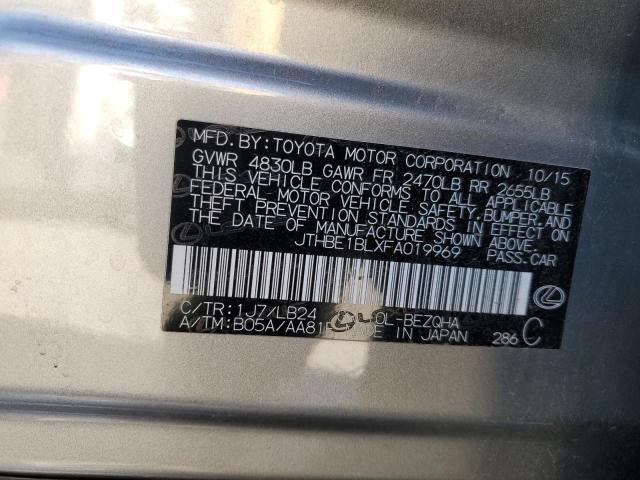 MFD. BY: TOYOTA MOTOR CORPORATION 10/15
GVWR 4830LB GAWR FR 2470LB RR 2655LB
THIS VEHICLE CONFORMS TO ALL APPLICABLE
FEDERAL MOTOR VEHICLE SAFETY, BUMPER, AND
THEFT PREVENTION STANDARDS IN EFFECT ON
THE DATE OF MANUFACTURE SHOWN ABOVE.
JTHBE1BLXFA019969 PASS.CAR
C/TR:1J7/LB24 DL-BEZQHA
A/TM:B05A/AA81 DE IN JAPAN 286 C